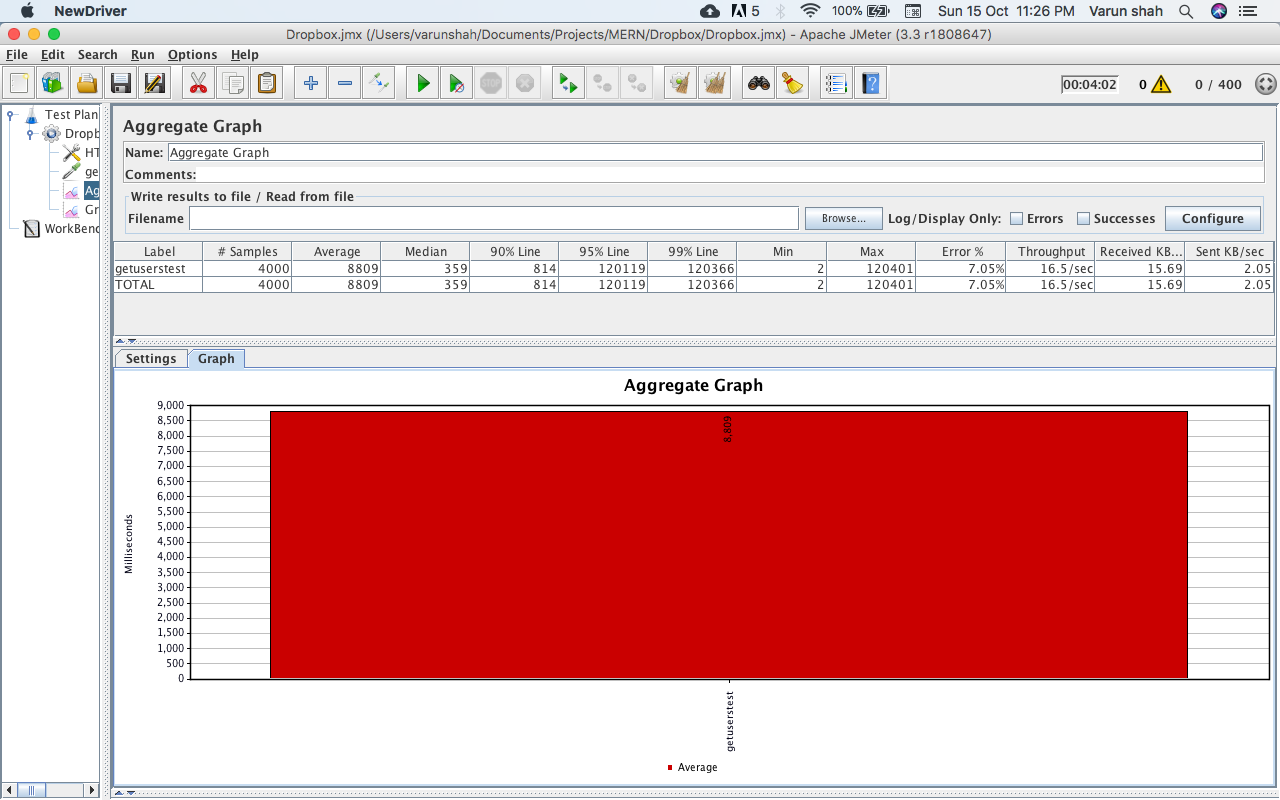 NewDriver 5 100% Sun 15 Oct 11:26 PM Varun shah
Dropbox.jmx (/Users/varunshah/Documents/Projects/MERN/Dropbox/Dropbox.jmx) - Apache JMeter (3.3 r1808647)
File Edit Search Run Options Help
00:04:02 0 0 / 400
Test Plan
Dropb
HT
ge
Ag
Gr
WorkBenc
Aggregate Graph
Name: Aggregate Graph
Comments:
Write results to file / Read from file
Filename Browse... Log/Display Only: Errors Successes Configure
Label # Samples Average Median 90% Line 95% Line 99% Line Min Max Error % Throughput Received KB... Sent KB/sec
getuserstest 4000 8809 359 814 120119 120366 2 120401 7.05% 16.5/sec 15.69 2.05
TOTAL 4000 8809 359 814 120119 120366 2 120401 7.05% 16.5/sec 15.69 2.05
Settings Graph
Aggregate Graph
9,000
8,500
8,000
7,500
7,000
6,500
6,000
5,500
5,000
4,500
4,000
3,500
3,000
2,500
2,000
1,500
1,000
500
0
Milliseconds
8,809
getuserstest
Average